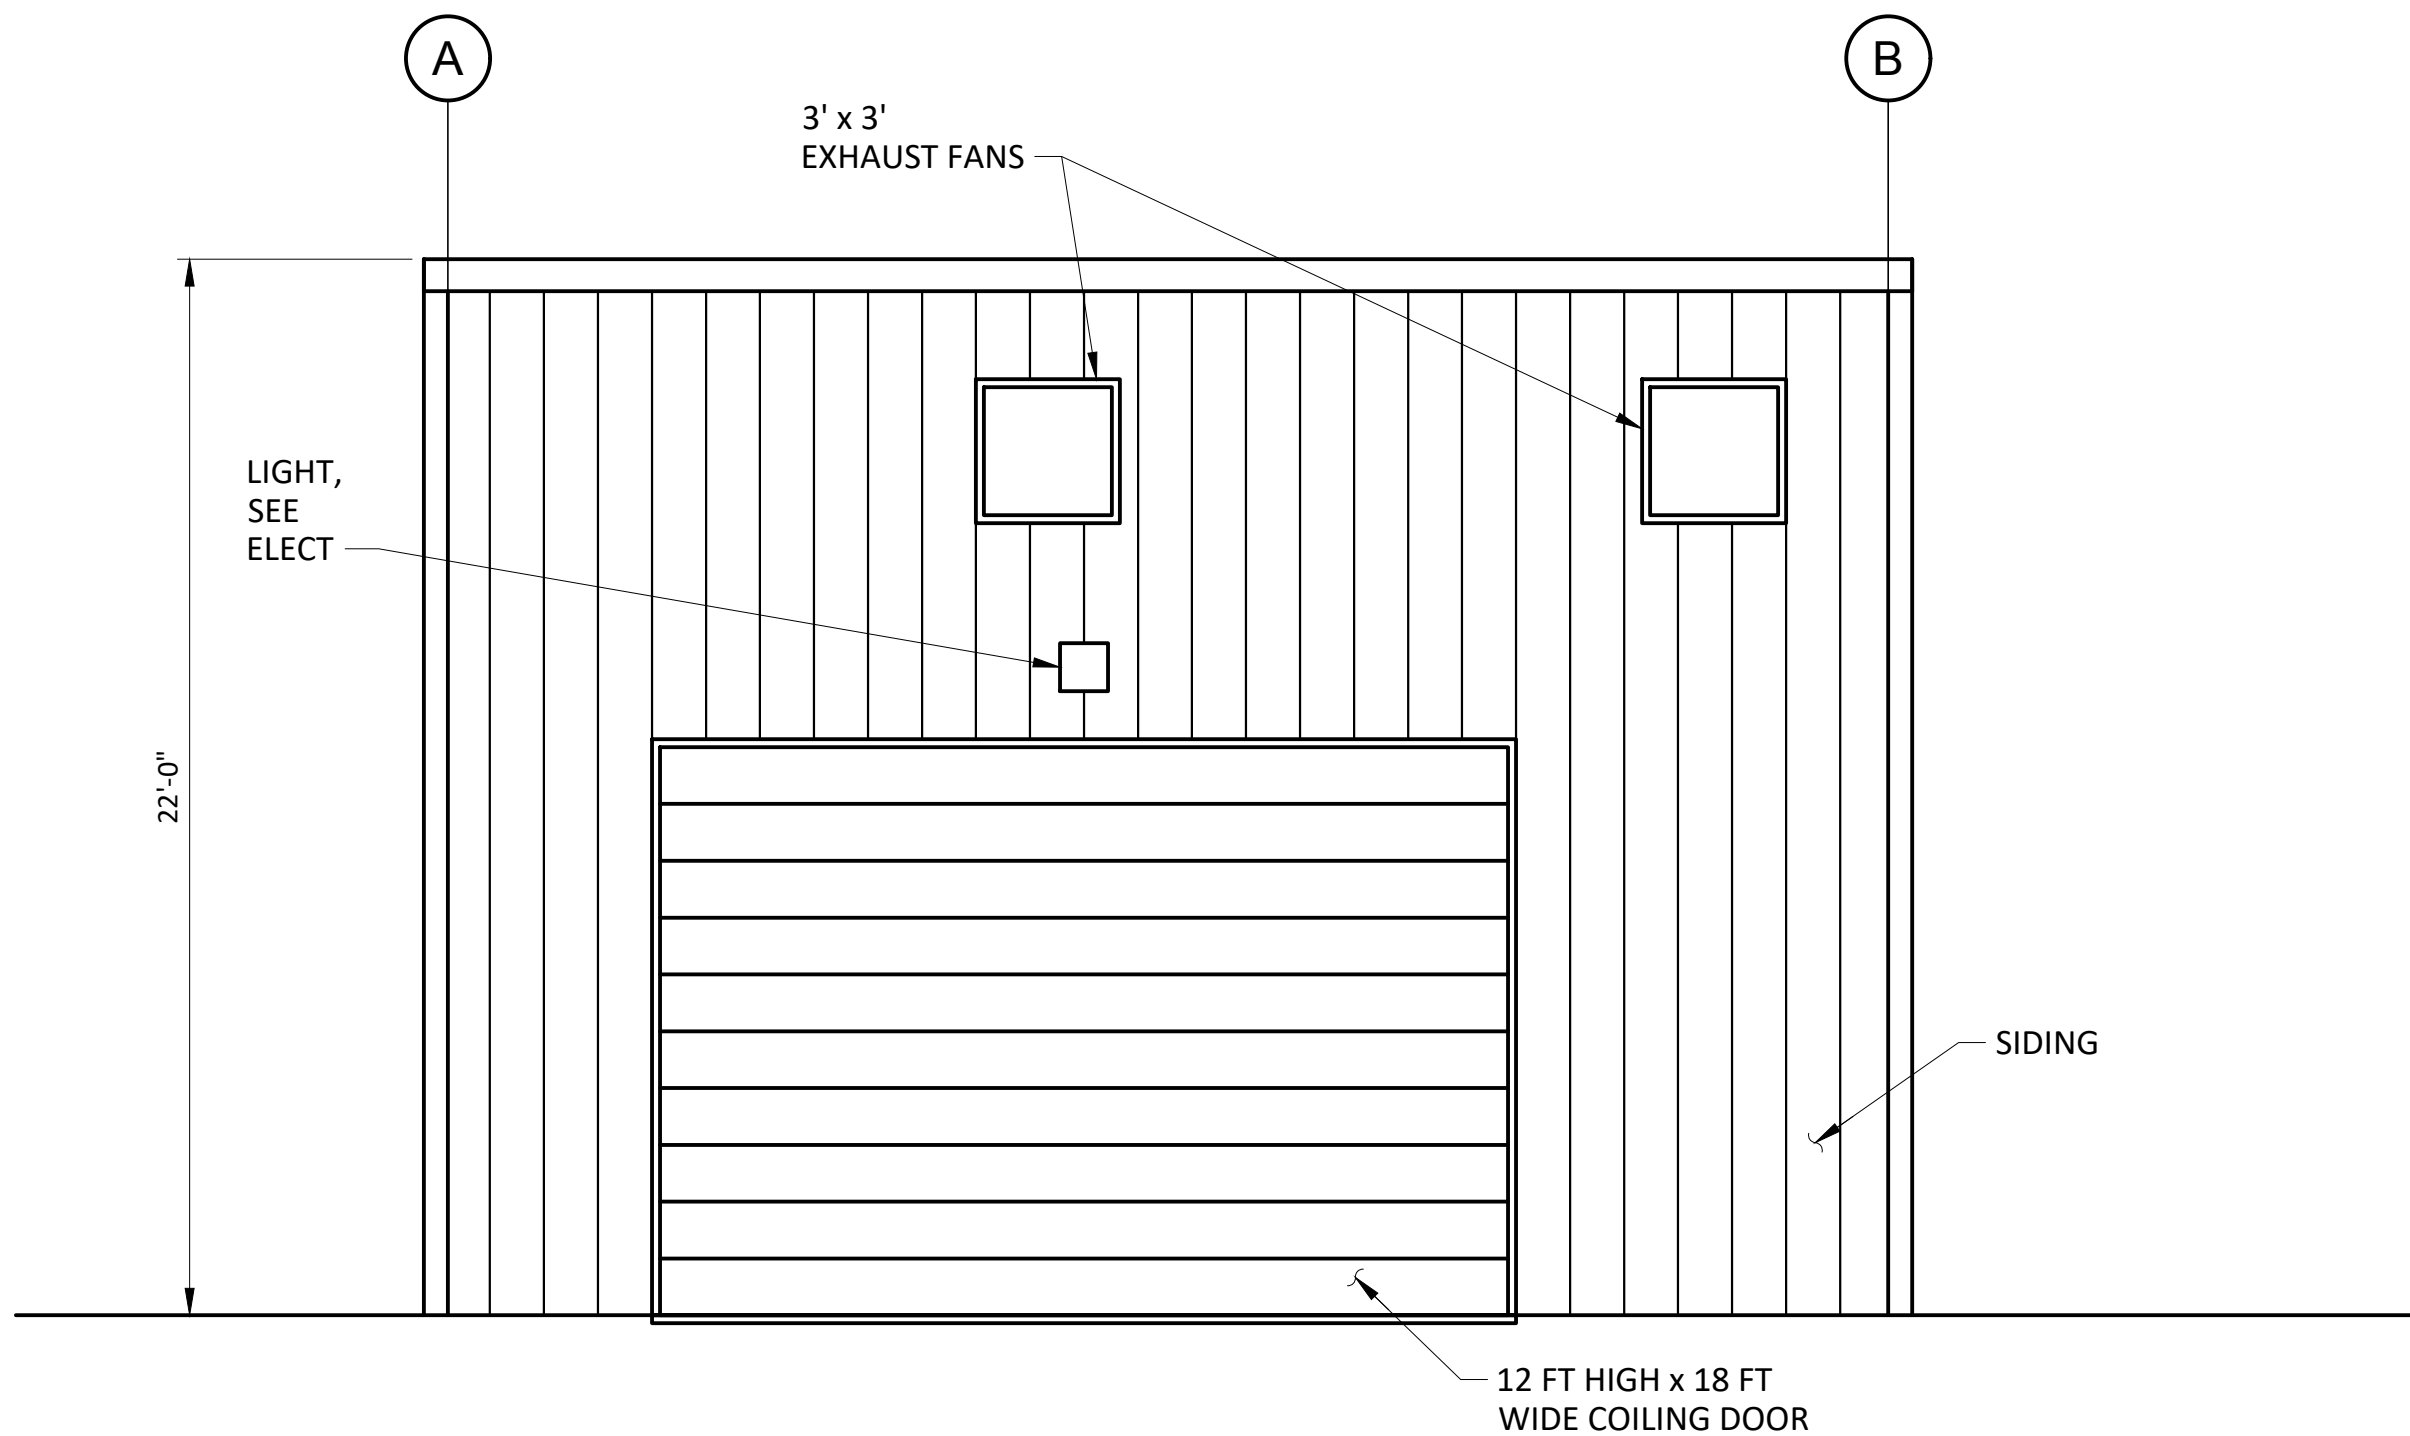 A
B
3' x 3'
EXHAUST FANS
LIGHT,
SEE
ELECT
22'-0"
SIDING
12 FT HIGH x 18 FT
WIDE COILING DOOR